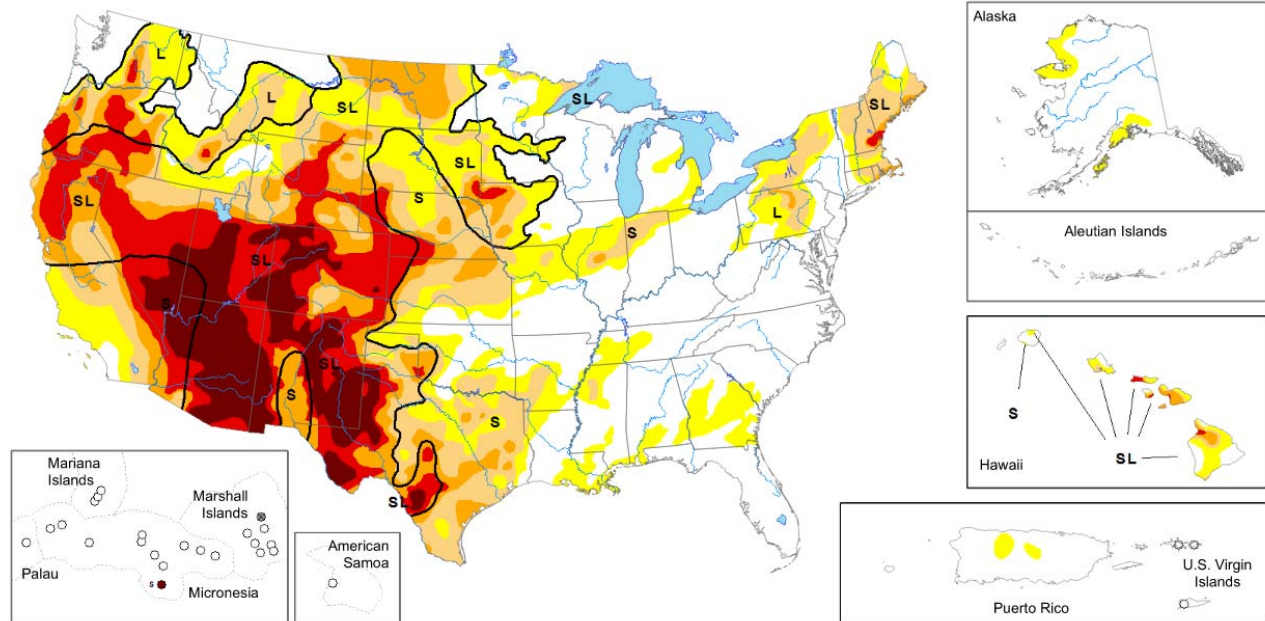 L
L
SL
SL
SL
SL
S
SL
S
L
SL
S
SL
S
S
SL
Alaska
Aleutian Islands
S
SL
Hawaii
Mariana
Islands
Marshall
Islands
Palau
S
Micronesia
American
Samoa
U.S. Virgin
Islands
Puerto Rico